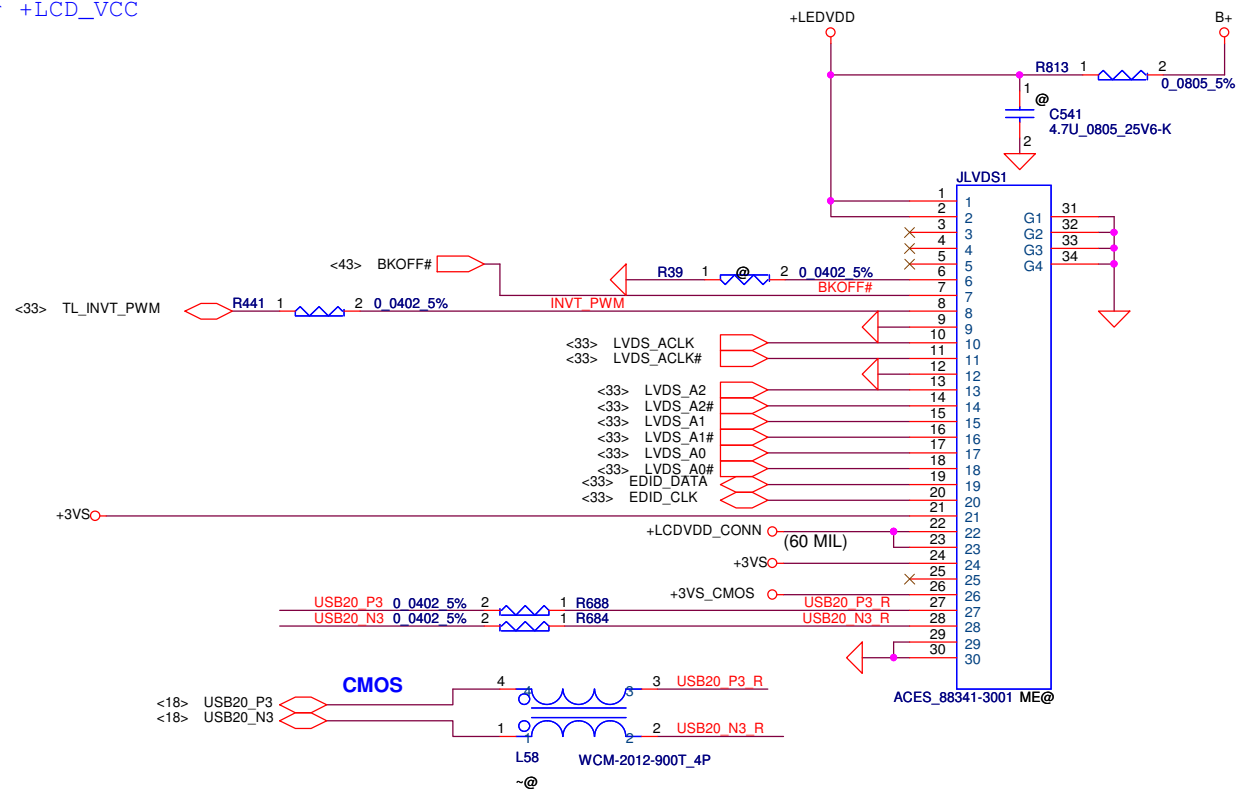 +LCD_VCC
+LEDVDD
B+
R813 1 2
0_0805_5%
1
@
C541
4.7U_0805_25V6-K
2
JLVDS1
1 1
2 2
3 3
4 4
5 5
6 6
7 7
8 8
9 9
10 10
11 11
12 12
13 13
14 14
15 15
16 16
17 17
18 18
19 19
20 20
21 21
22 22
23 23
24 24
25 25
26 26
27 27
28 28
29 29
30 30
G1 31
G2 32
G3 33
G4 34
<43> BKOFF#
R39 1 @ 2 0_0402_5%
BKOFF#
<33> TL_INVT_PWM
R441 1 2 0_0402_5%
INVT_PWM
<33> LVDS_ACLK
<33> LVDS_ACLK#
<33> LVDS_A2
<33> LVDS_A2#
<33> LVDS_A1
<33> LVDS_A1#
<33> LVDS_A0
<33> LVDS_A0#
<33> EDID_DATA
<33> EDID_CLK
+3VS
+LCDVDD_CONN
(60 MIL)
+3VS
+3VS_CMOS
USB20_P3 0_0402_5% 2 1 R688 USB20_P3_R
USB20_N3 0_0402_5% 2 1 R684 USB20_N3_R
ACES_88341-3001 ME@
CMOS
<18> USB20_P3
<18> USB20_N3
4 4 3 3 USB20_P3_R
1 1 2 2 USB20_N3_R
L58 WCM-2012-900T_4P
~@